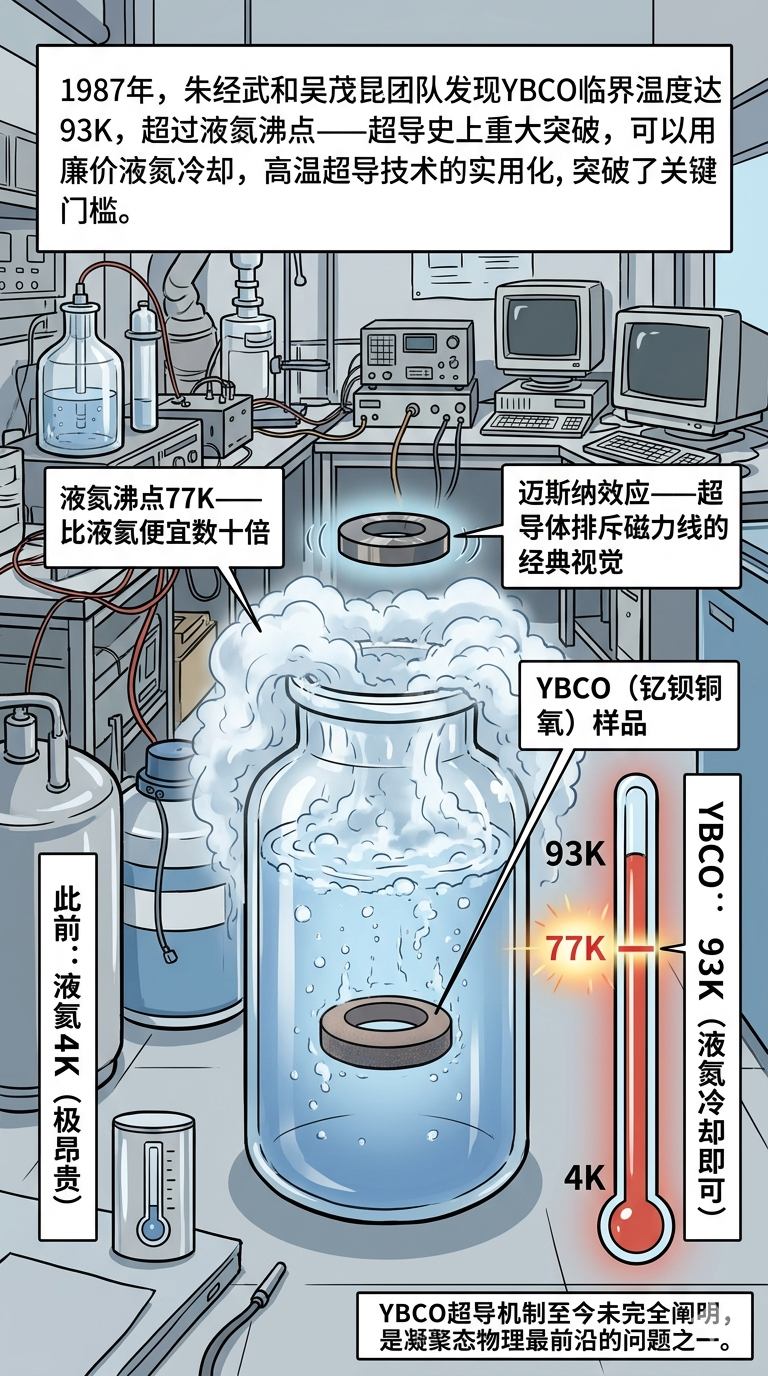 1987年，朱经武和吴茂昆团队发现YBCO临界温度达
93K，超过液氮沸点——超导史上重大突破，可以用
廉价液氮冷却，高温超导技术的实用化, 突破了关键
门槛。
液氮沸点77K——
比液氦便宜数十倍
迈斯纳效应——超
导体排斥磁力线的
经典视觉
YBCO（钇钡铜
氧）样品
93K
77K
4K
YBCO：93K（液氮冷却即可）
此前：液氦4K（极昂贵）
YBCO超导机制至今未完全阐明，
是凝聚态物理最前沿的问题之一。